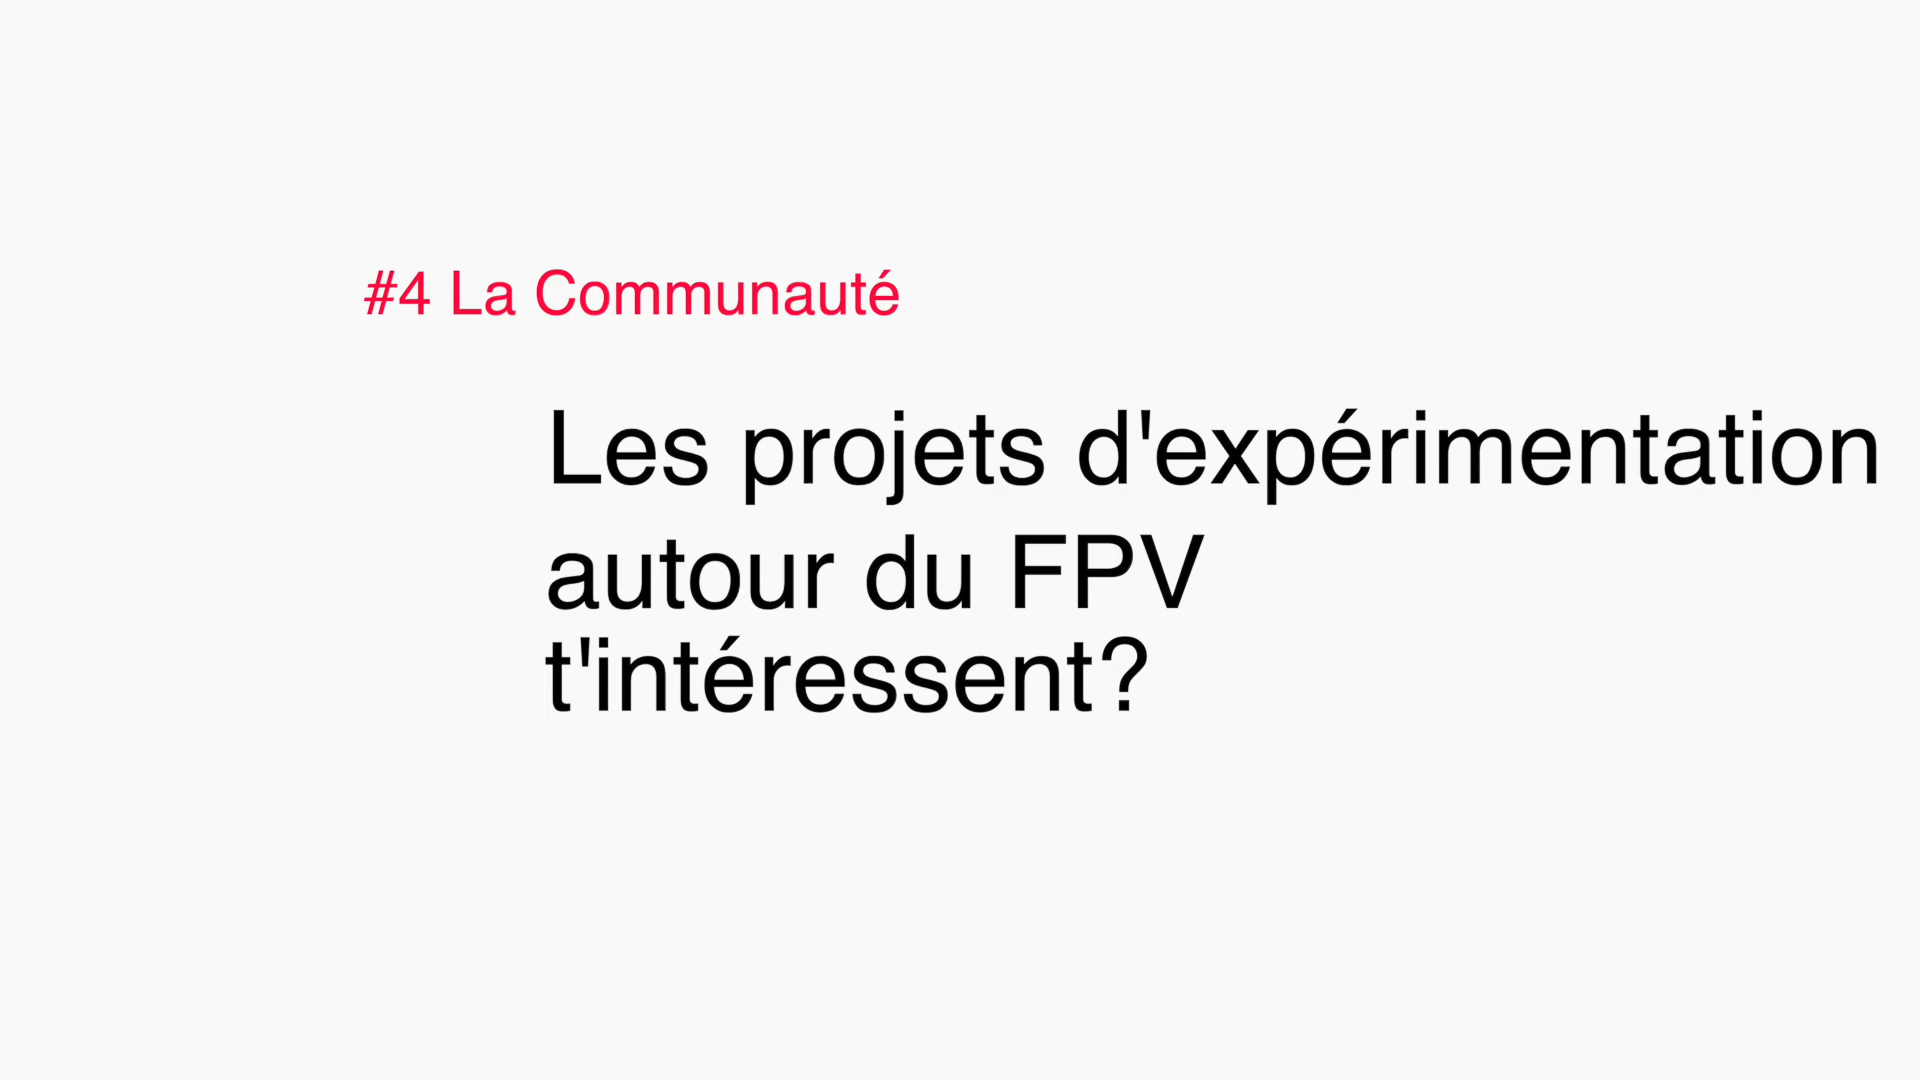 #4 La Communauté
Les projets d'expérimentation
autour du FPV
t'intéressent?